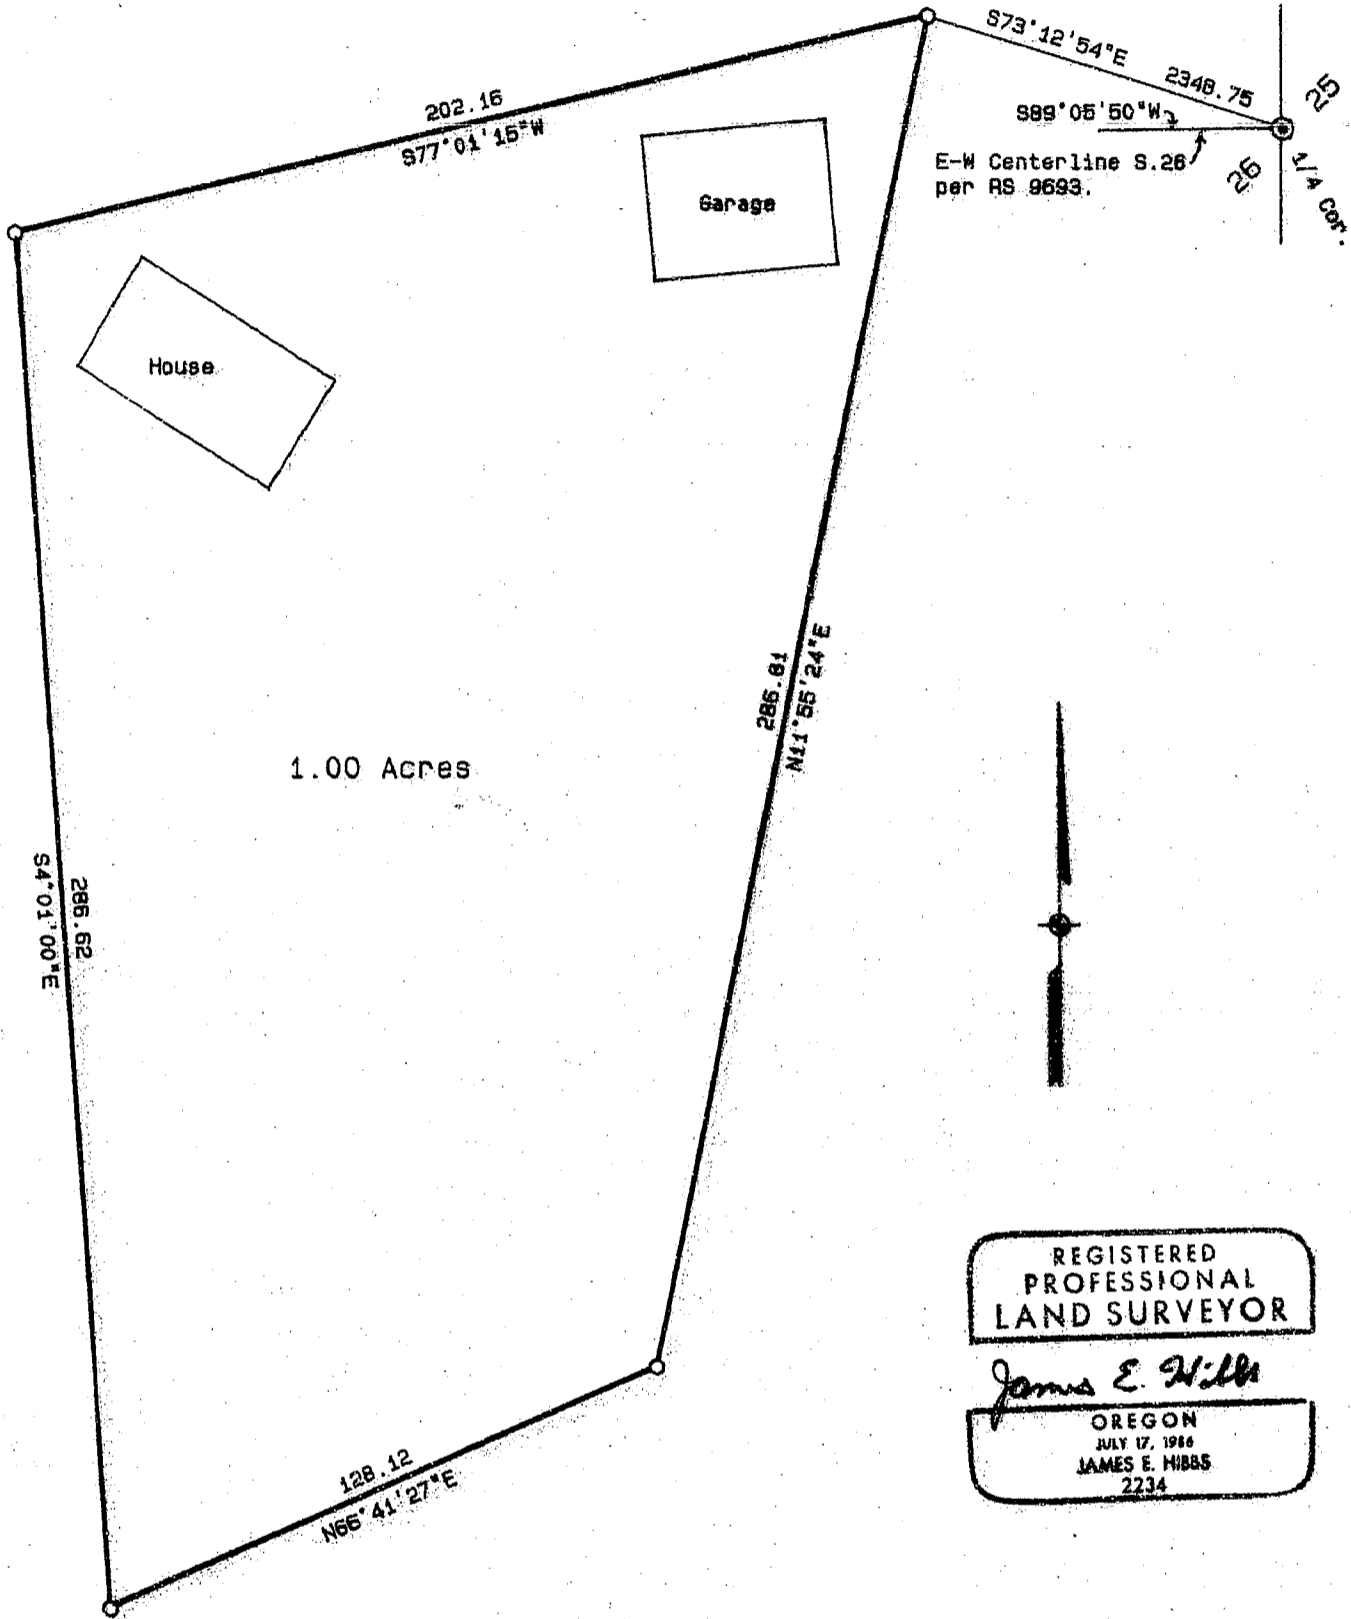 S73°12'54"E
2348.75
25
S89°05'50"W
E-W Centerline S.26
per RS 9693.
26
1/4 Cor.
202.16
S77°01'15"W
Garage
House
286.81
N11°55'24"E
1.00 Acres
286.62
S4°01'00"E
128.12
N66°41'27"E
REGISTERED
PROFESSIONAL
LAND SURVEYOR
James E. Hibbs
OREGON
JULY 17, 1986
JAMES E. HIBBS
2234